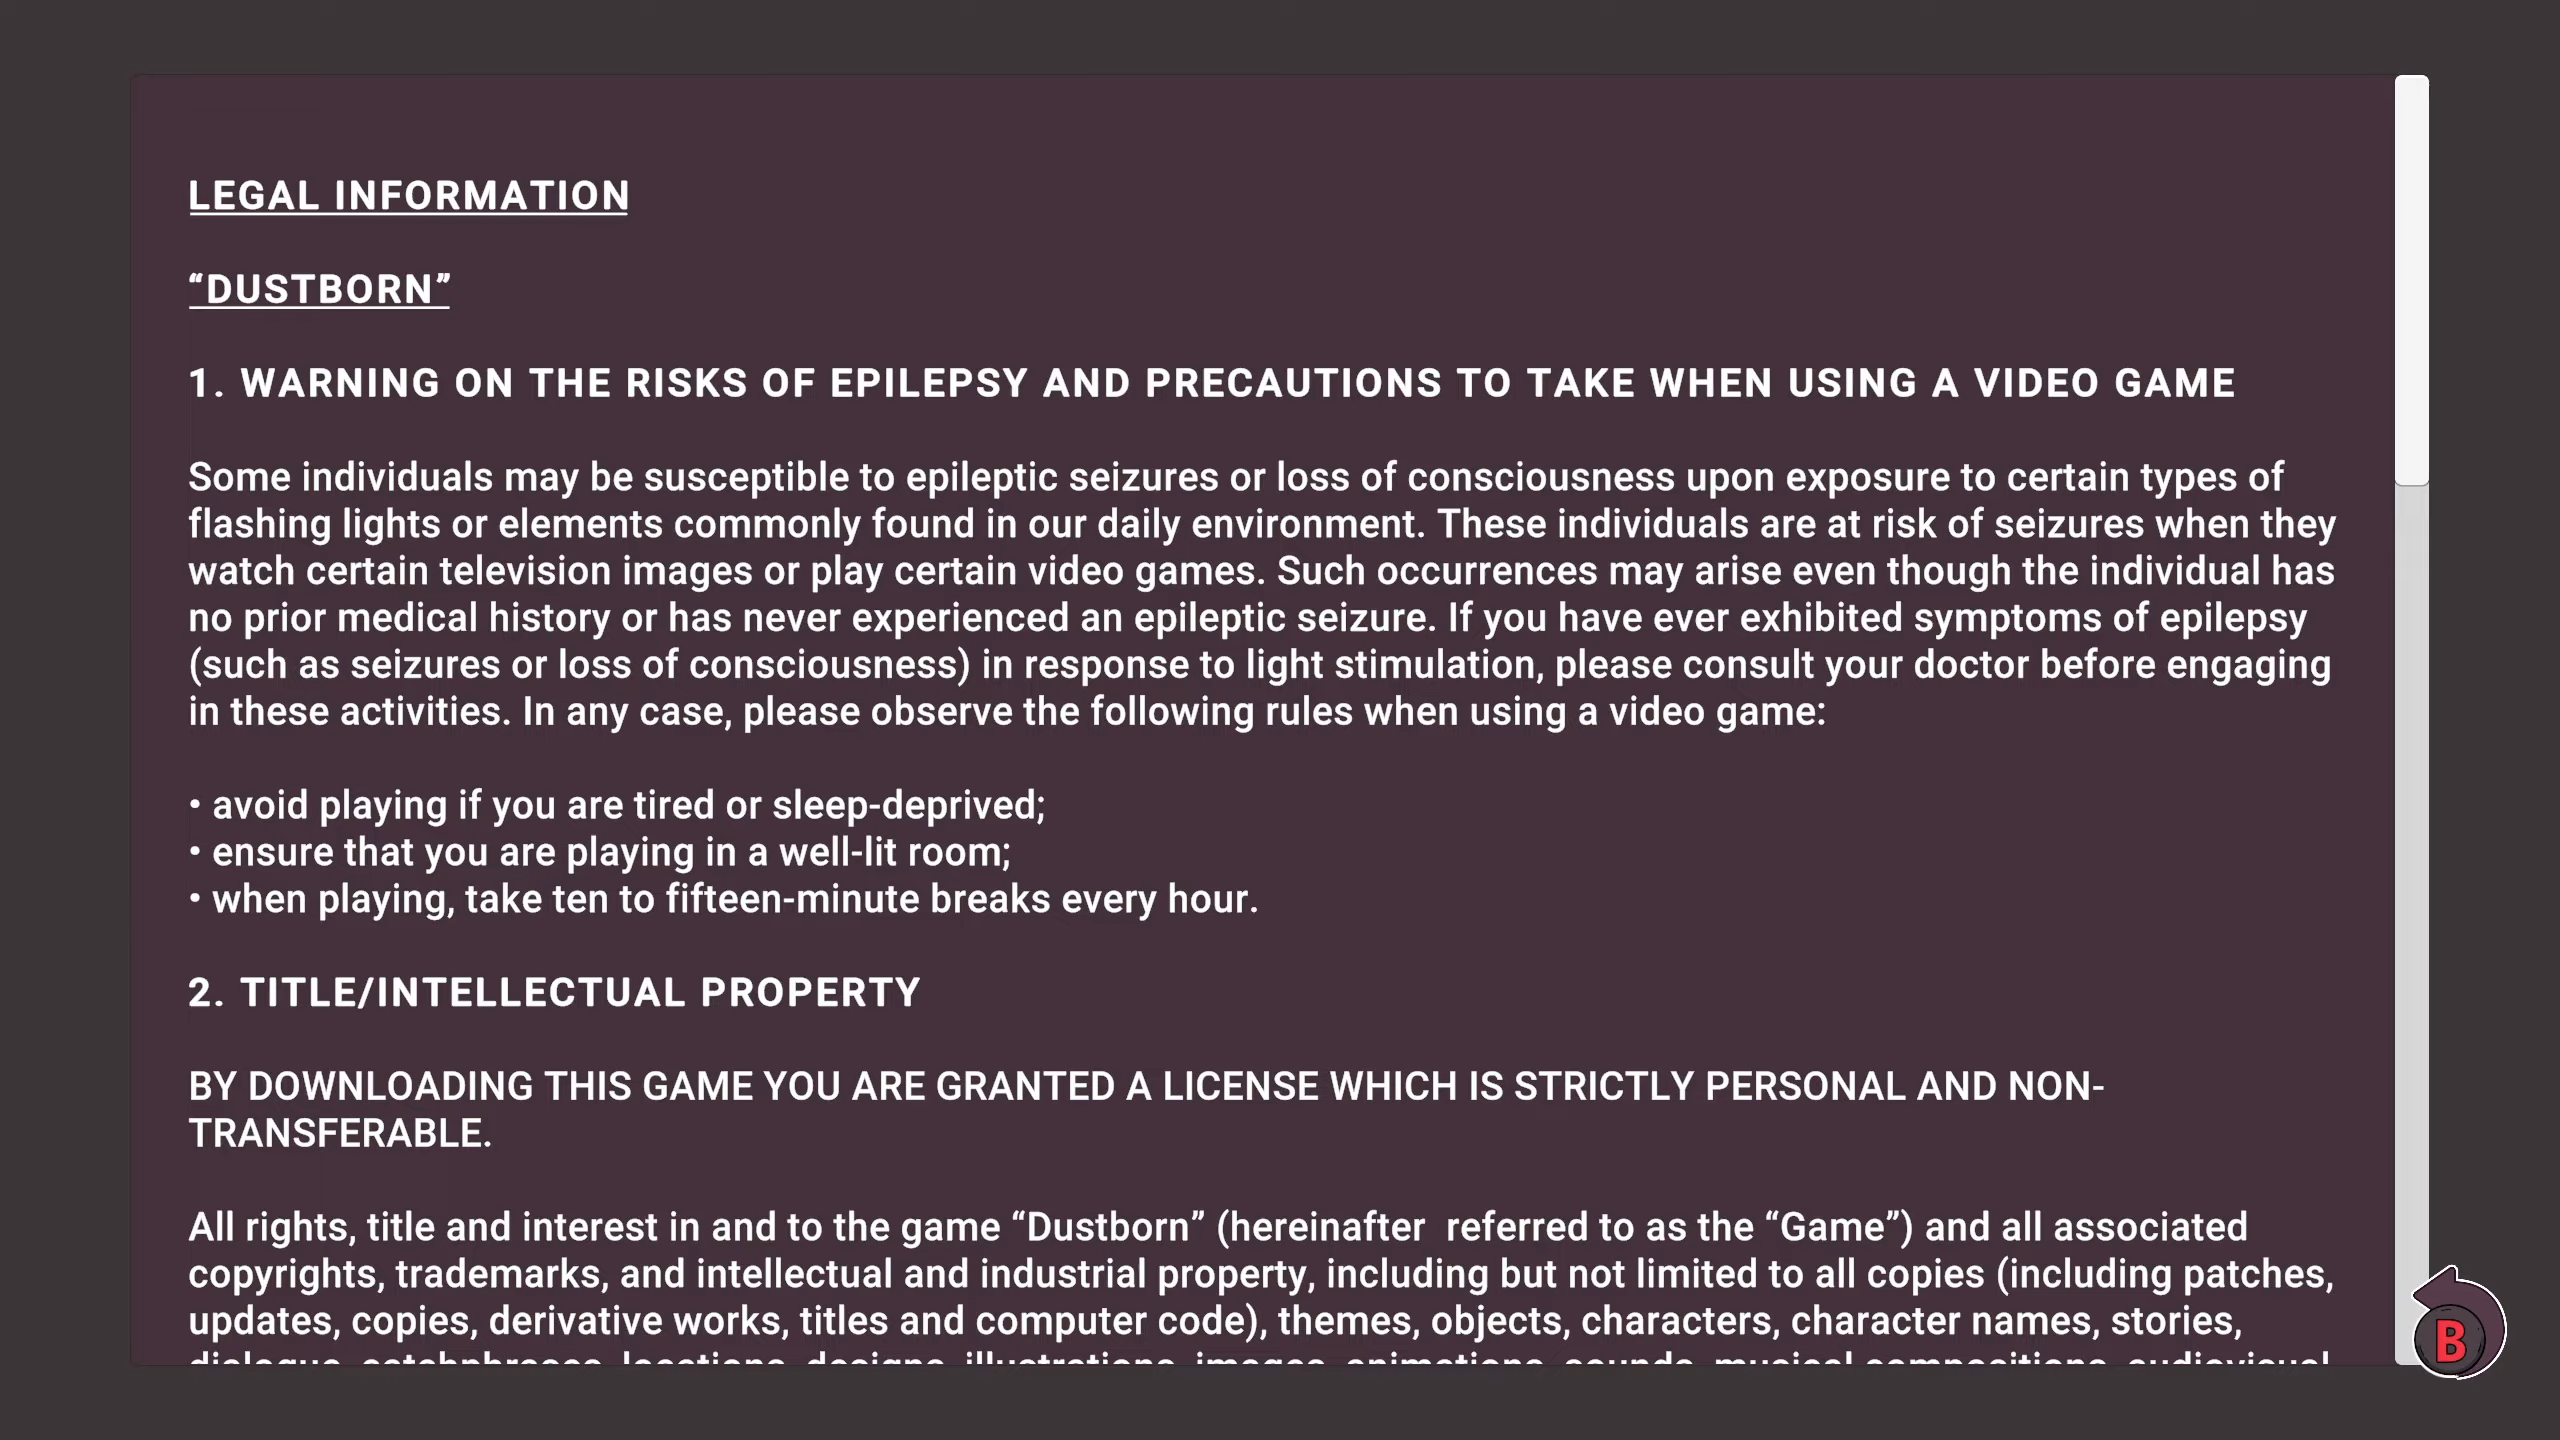 LEGAL INFORMATION
“DUSTBORN”
1. WARNING ON THE RISKS OF EPILEPSY AND PRECAUTIONS TO TAKE WHEN USING A VIDEO GAME
Some individuals may be susceptible to epileptic seizures or loss of consciousness upon exposure to certain types of
flashing lights or elements commonly found in our daily environment. These individuals are at risk of seizures when they
watch certain television images or play certain video games. Such occurrences may arise even though the individual has
no prior medical history or has never experienced an epileptic seizure. If you have ever exhibited symptoms of epilepsy
(such as seizures or loss of consciousness) in response to light stimulation, please consult your doctor before engaging
in these activities. In any case, please observe the following rules when using a video game:
• avoid playing if you are tired or sleep-deprived;
• ensure that you are playing in a well-lit room;
• when playing, take ten to fifteen-minute breaks every hour.
2. TITLE/INTELLECTUAL PROPERTY
BY DOWNLOADING THIS GAME YOU ARE GRANTED A LICENSE WHICH IS STRICTLY PERSONAL AND NON-
TRANSFERABLE.
All rights, title and interest in and to the game “Dustborn” (hereinafter  referred to as the “Game”) and all associated
copyrights, trademarks, and intellectual and industrial property, including but not limited to all copies (including patches,
updates, copies, derivative works, titles and computer code), themes, objects, characters, character names, stories,
dialogue, catchphrases, locations, designs, illustrations, images, animations, sounds, musical compositions, audiovisual
B